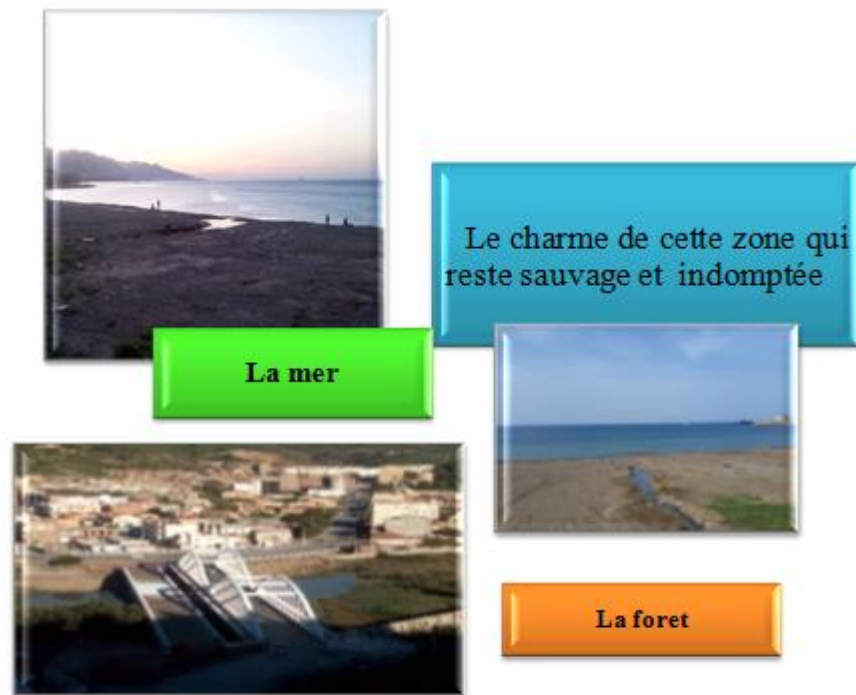 Le charme de cette zone qui
reste sauvage et indomptée
La mer
La foret